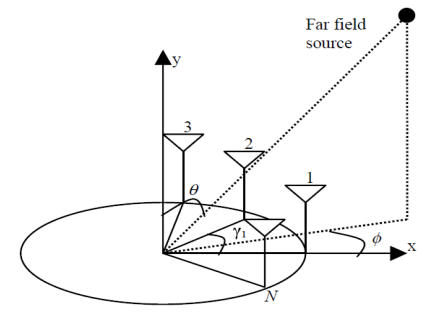 Far field
source
y
3
2
θ
1
γ1
ϕ
x
N